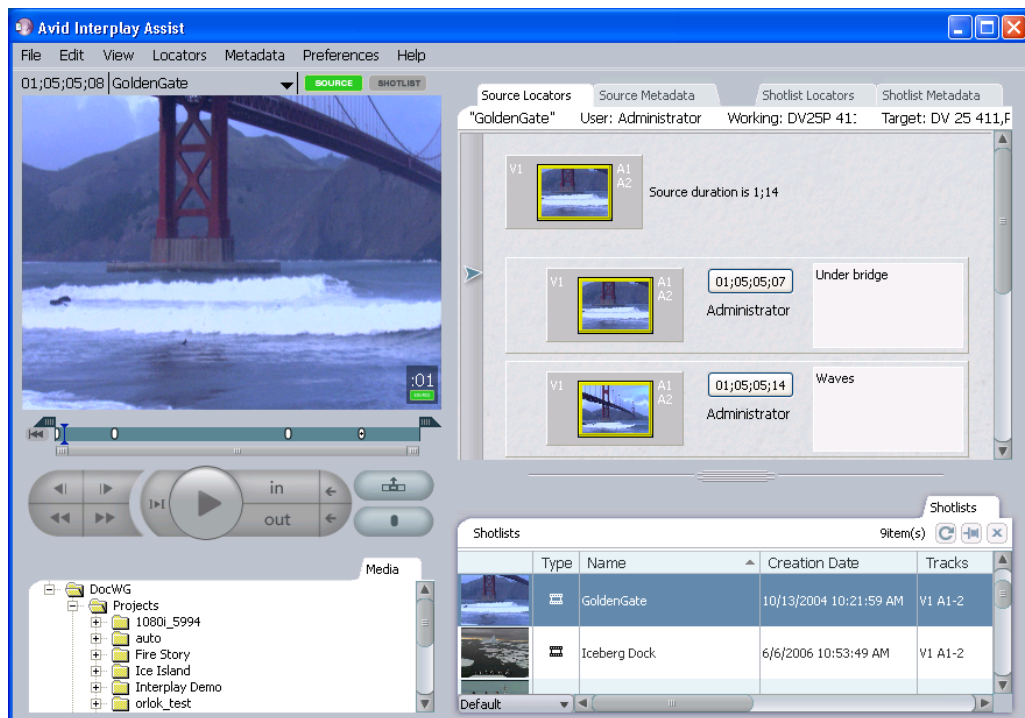 Avid Interplay Assist
File Edit View Locators Metadata Preferences Help
01;05;05;08 GoldenGate SOURCE SHOTLIST
:01
in
out
Media
DocWG
Projects
1080i_5994
auto
Fire Story
Ice Island
Interplay Demo
orlok_test
Source Locators Source Metadata Shotlist Locators Shotlist Metadata
"GoldenGate" User: Administrator Working: DV25P 41: Target: DV 25 411,F
V1 A1
A2
Source duration is 1;14
V1 A1
A2
01;05;05;07
Administrator
Under bridge
V1 A1
A2
01;05;05;14
Administrator
Waves
Shotlists
Shotlists 9item(s)
Type Name Creation Date Tracks
GoldenGate 10/13/2004 10:21:59 AM V1 A1-2
Iceberg Dock 6/6/2006 10:53:49 AM V1 A1-2
Default